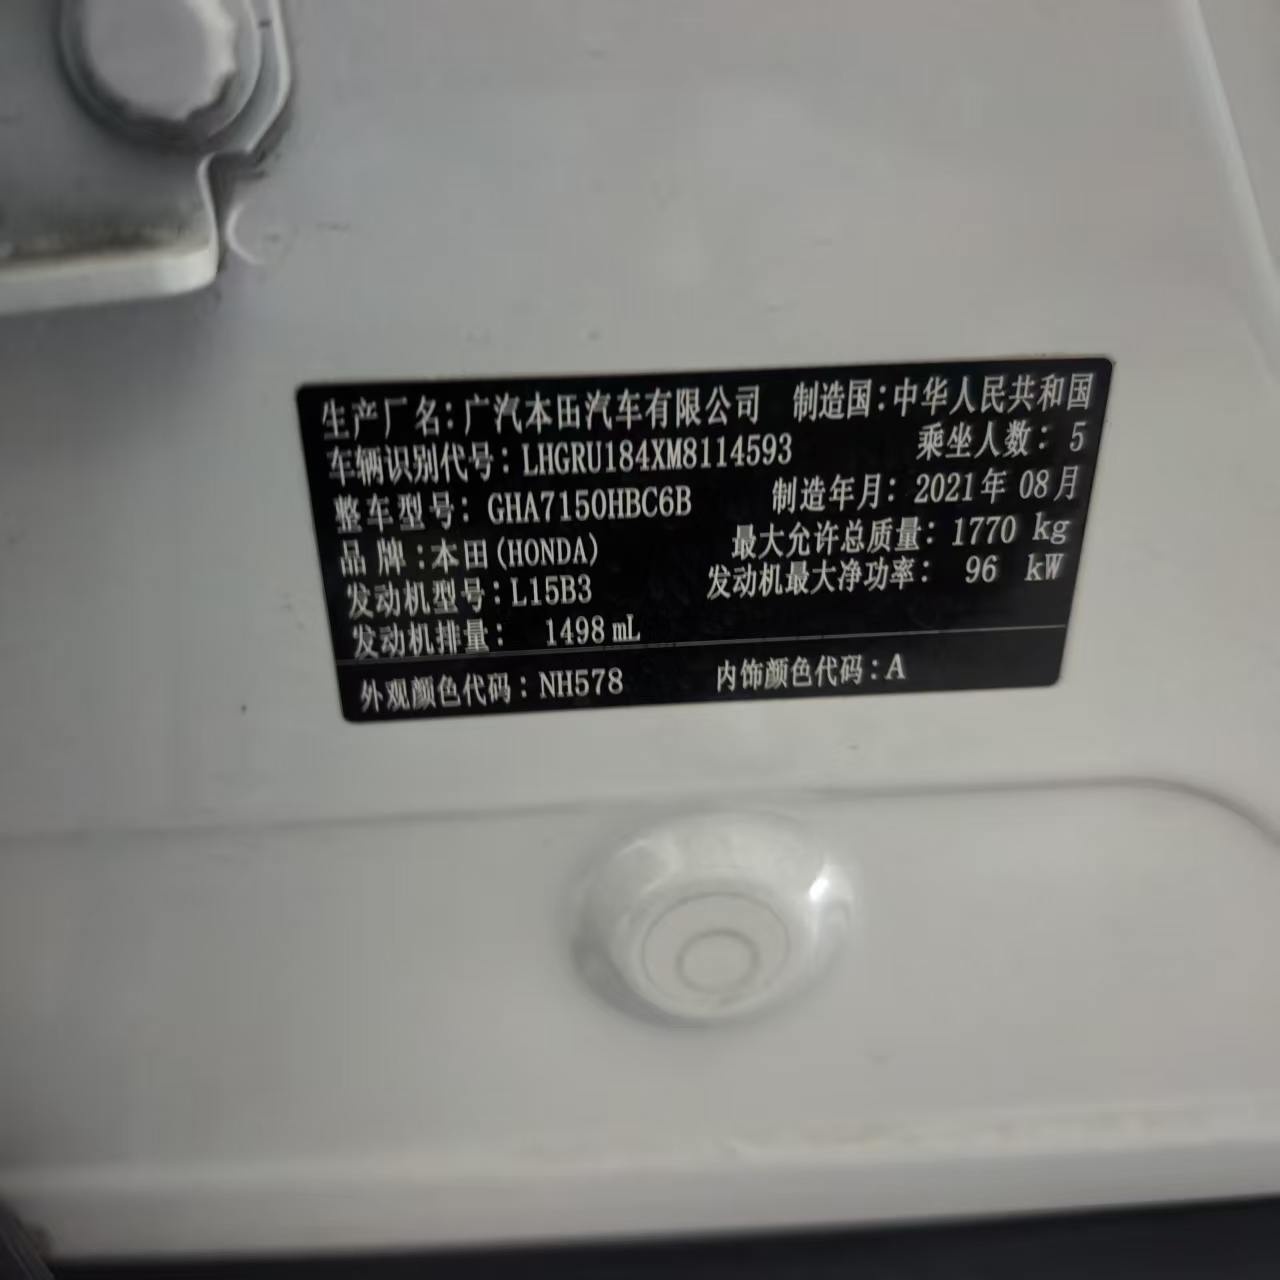 生产厂名：广汽本田汽车有限公司 制造国：中华人民共和国
车辆识别代号：LHGRU184XM8114593 乘坐人数：5
整车型号：GHA7150HBC6B 制造年月：2021年08月
品牌：本田(HONDA) 最大允许总质量：1770 kg
发动机型号：L15B3 发动机最大净功率：96 kW
发动机排量：1498 mL
外观颜色代码：NH578 内饰颜色代码：A